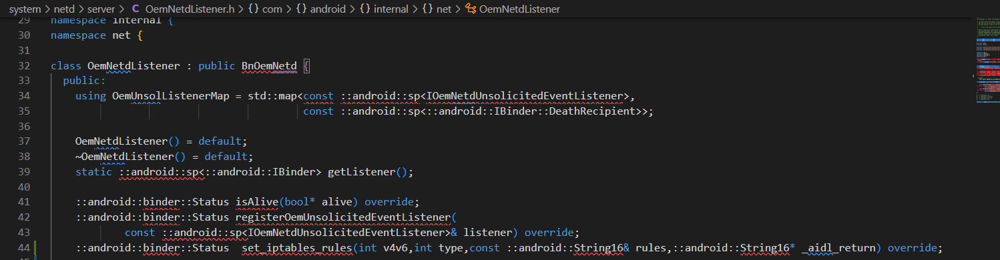 system > netd > server > C OemNetdListener.h > {} com > {} android > {} internal > {} net > OemNetdListener
29 namespace internal {
30 namespace net {
31
32 class OemNetdListener : public BnOemNetd {
33 public:
34 using OemUnsolListenerMap = std::map<const ::android::sp<IOemNetdUnsolicitedEventListener>,
35 const ::android::sp<::android::IBinder::DeathRecipient>>;
36
37 OemNetdListener() = default;
38 ~OemNetdListener() = default;
39 static ::android::sp<::android::IBinder> getListener();
40
41 ::android::binder::Status isAlive(bool* alive) override;
42 ::android::binder::Status registerOemUnsolicitedEventListener(
43 const ::android::sp<IOemNetdUnsolicitedEventListener>& listener) override;
44 ::android::binder::Status  set_iptables_rules(int v4v6,int type,const ::android::String16& rules,::android::String16* _aidl_return) override;